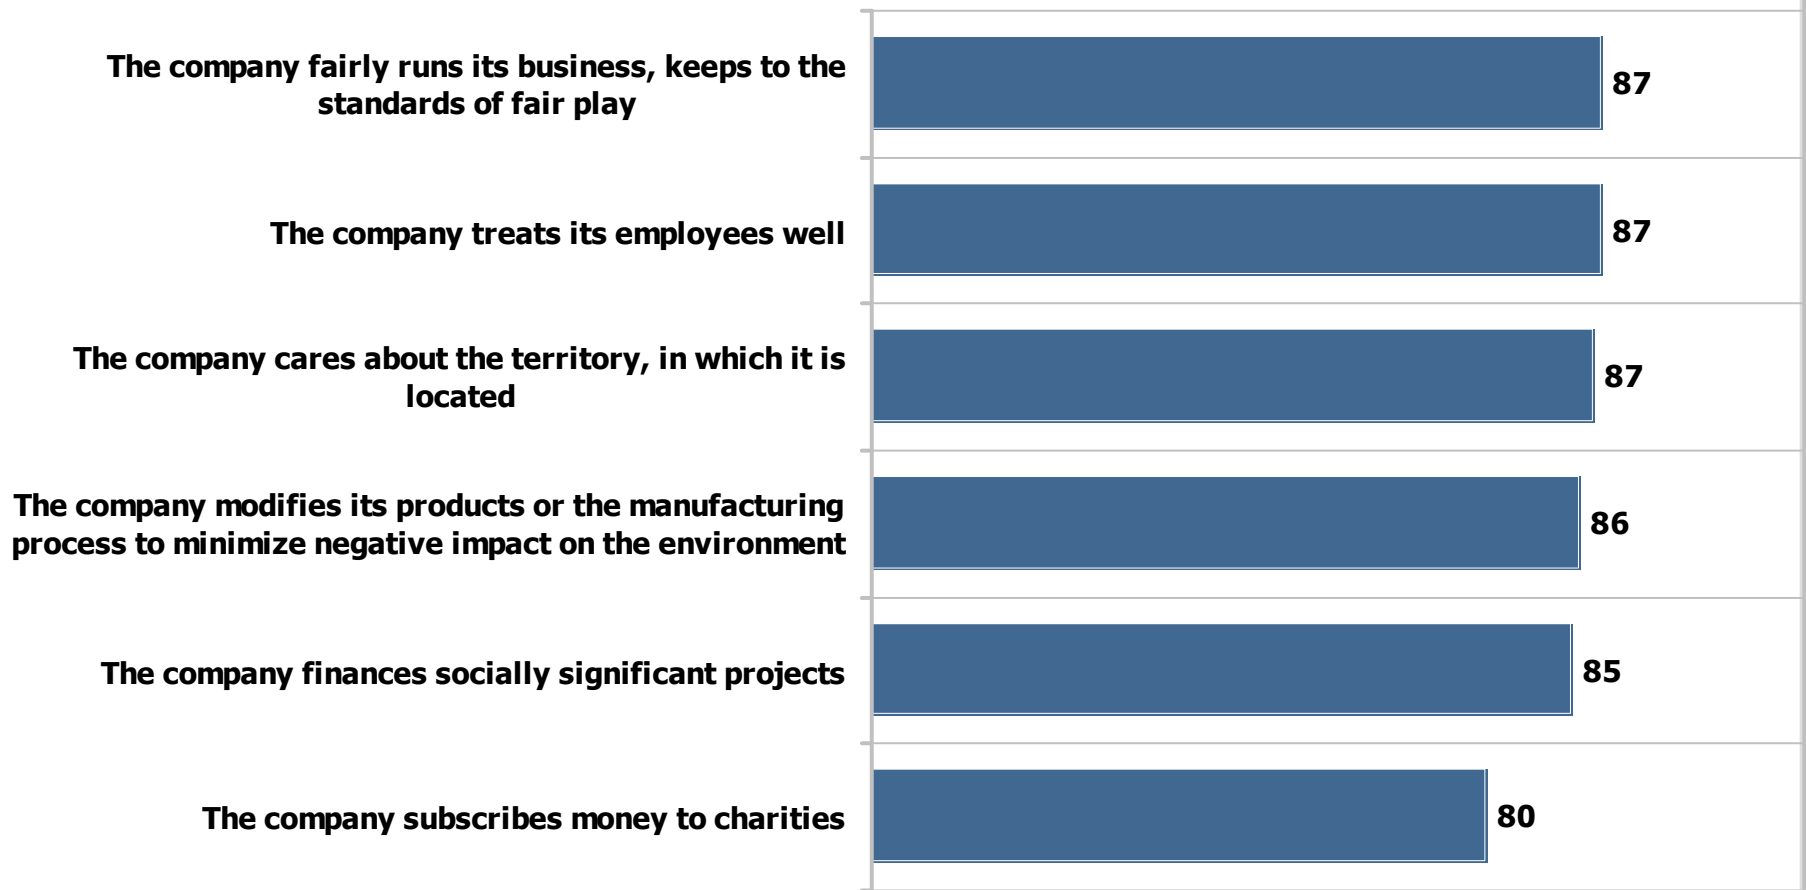 The company fairly runs its business, keeps to the
standards of fair play
87
The company treats its employees well
87
The company cares about the territory, in which it is
located
87
The company modifies its products or the manufacturing
process to minimize negative impact on the environment
86
The company finances socially significant projects
85
The company subscribes money to charities
80